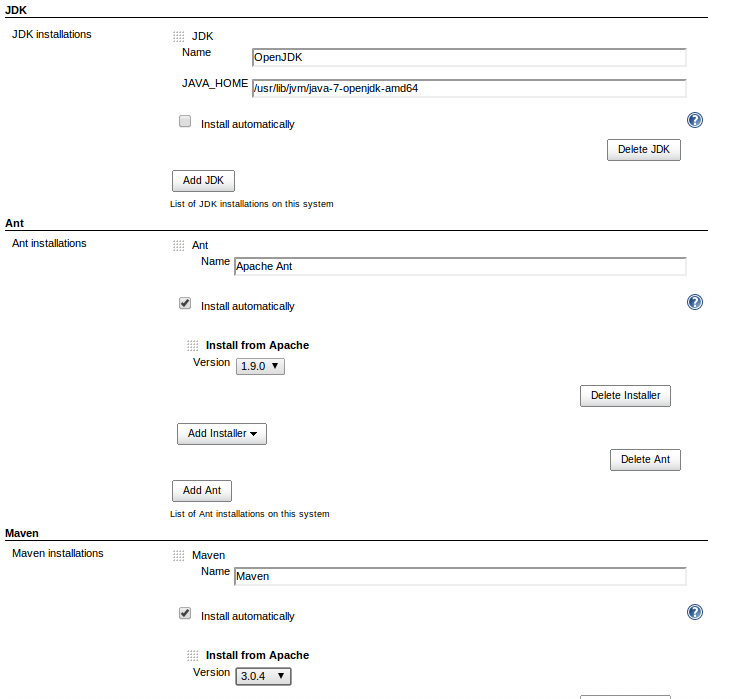 JDK
JDK installations
JDK
Name OpenJDK
JAVA_HOME /usr/lib/jvm/java-7-openjdk-amd64
Install automatically
?
Delete JDK
Add JDK
List of JDK installations on this system
Ant
Ant installations
Ant
Name Apache Ant
Install automatically
?
Install from Apache
Version 1.9.0
Delete Installer
Add Installer
Delete Ant
Add Ant
List of Ant installations on this system
Maven
Maven installations
Maven
Name Maven
Install automatically
?
Install from Apache
Version 3.0.4